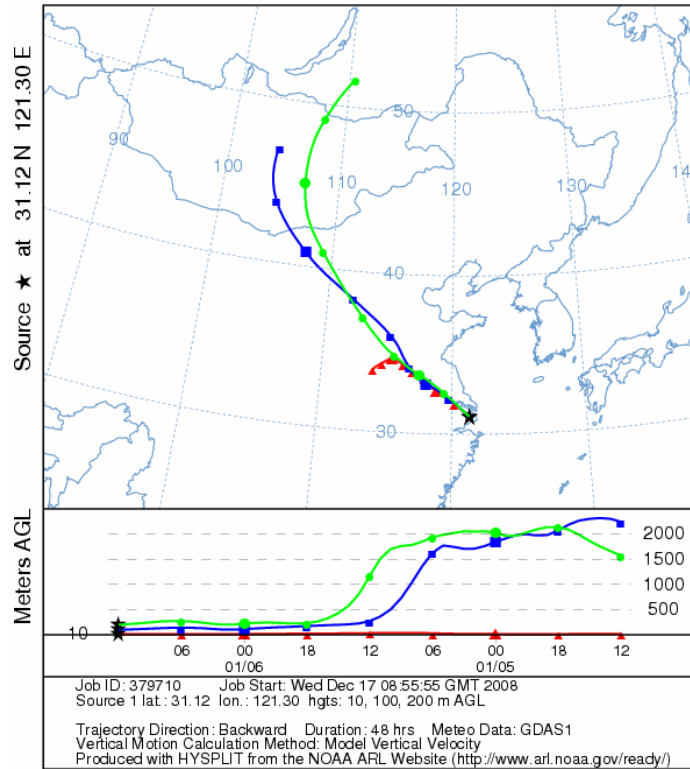 Source ★ at 31.12 N 121.30 E
50
90
100
110
120
130
14
40
30
Meters AGL
2000
1500
1000
500
10
06 00 18 12 06 00 18 12
01/06 01/05
Job ID: 379710 Job Start: Wed Dec 17 08:55:55 GMT 2008
Source 1 lat.: 31.12 lon.: 121.30 hgts: 10, 100, 200 m AGL
Trajectory Direction: Backward Duration: 48 hrs Meteo Data: GDAS1
Vertical Motion Calculation Method: Model Vertical Velocity
Produced with HYSPLIT from the NOAA ARL Website (http://www.arl.noaa.gov/ready/)